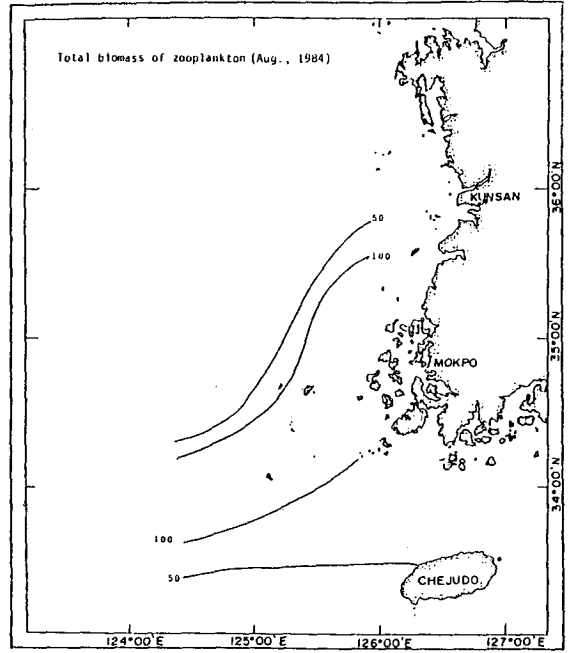 Total biomass of zooplankton (Aug., 1984)
KUNSAN
50
100
MOKPO
100
50
CHEJUDO
36°00'N
35°00'N
34°00'N
124°00'E
125°00'E
126°00'E
127°00'E